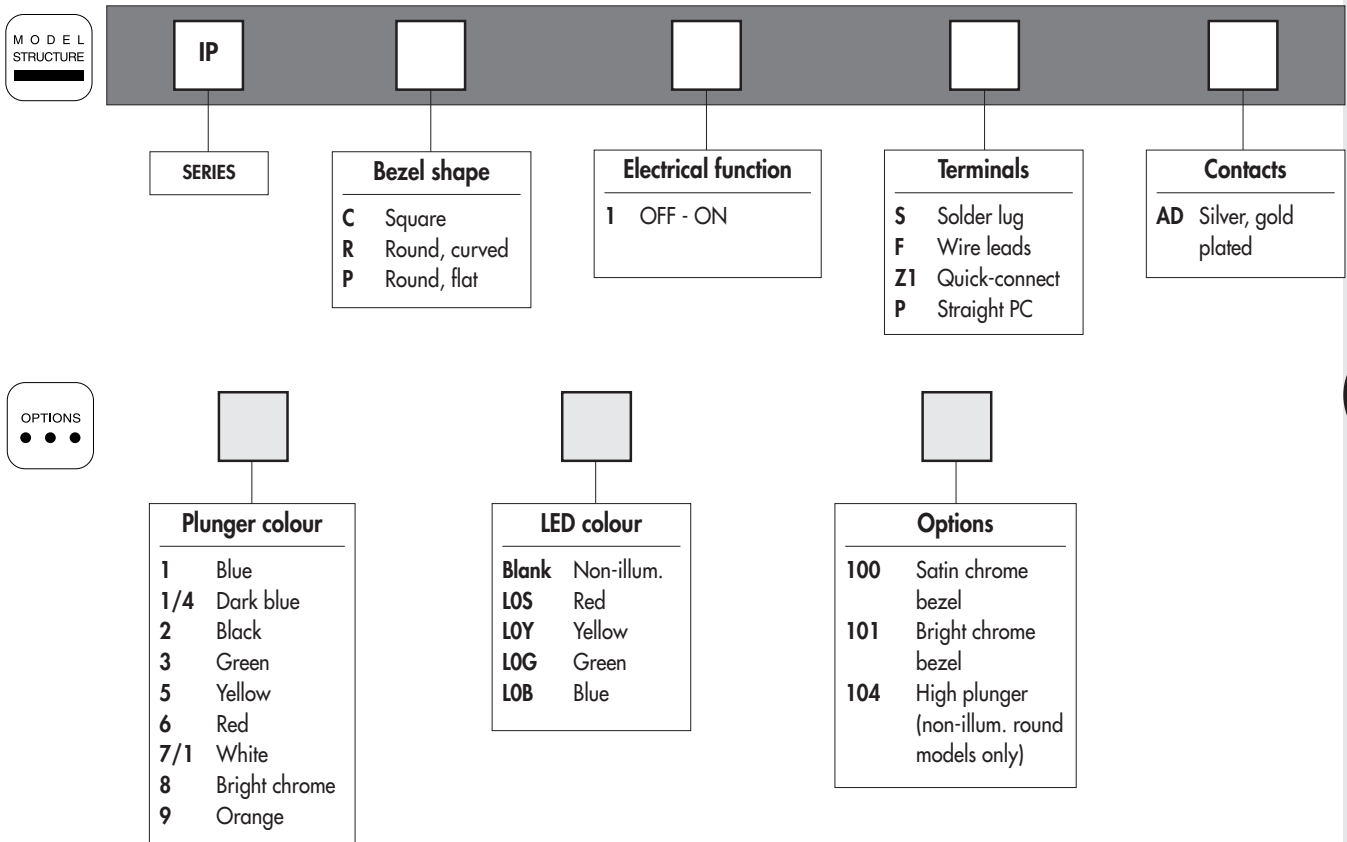 MODEL
STRUCTURE
IP
SERIES
Bezel shape
C Square
R Round, curved
P Round, flat
Electrical function
1 OFF - ON
Terminals
S Solder lug
F Wire leads
Z1 Quick-connect
P Straight PC
Contacts
AD Silver, gold
plated
OPTIONS
Plunger colour
1 Blue
1/4 Dark blue
2 Black
3 Green
5 Yellow
6 Red
7/1 White
8 Bright chrome
9 Orange
LED colour
Blank Non-illum.
L0S Red
L0Y Yellow
L0G Green
L0B Blue
Options
100 Satin chrome
bezel
101 Bright chrome
bezel
104 High plunger
(non-illum. round
models only)